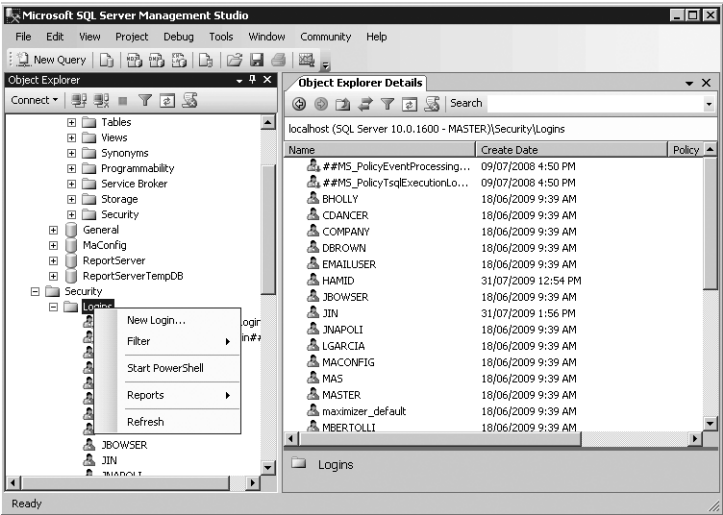 Microsoft SQL Server Management Studio
File Edit View Project Debug Tools Window Community Help
New Query
Object Explorer
Connect
Tables
Views
Synonyms
Programmability
Service Broker
Storage
Security
General
MaConfig
ReportServer
ReportServerTempDB
Security
Logins
New Login...
Filter
Start PowerShell
Reports
Refresh
JBOWSER
JIN
JNAPOLI
Object Explorer Details
Search
localhost (SQL Server 10.0.1600 - MASTER)\Security\Logins
Name Create Date Policy
##MS_PolicyEventProcessing... 09/07/2008 4:50 PM
##MS_PolicyTsqlExecutionLo... 09/07/2008 4:50 PM
BHOLLY 18/06/2009 9:39 AM
CDANCER 18/06/2009 9:39 AM
COMPANY 18/06/2009 9:39 AM
DBROWN 18/06/2009 9:39 AM
EMAILUSER 18/06/2009 9:39 AM
HAMID 31/07/2009 12:54 PM
JBOWSER 18/06/2009 9:39 AM
JIN 31/07/2009 1:56 PM
JNAPOLI 18/06/2009 9:39 AM
LGARCIA 18/06/2009 9:39 AM
MACONFIG 18/06/2009 9:39 AM
MAS 18/06/2009 9:39 AM
MASTER 18/06/2009 9:39 AM
maximizer_default 18/06/2009 9:39 AM
MBERTOLLI 18/06/2009 9:39 AM
Logins
Ready